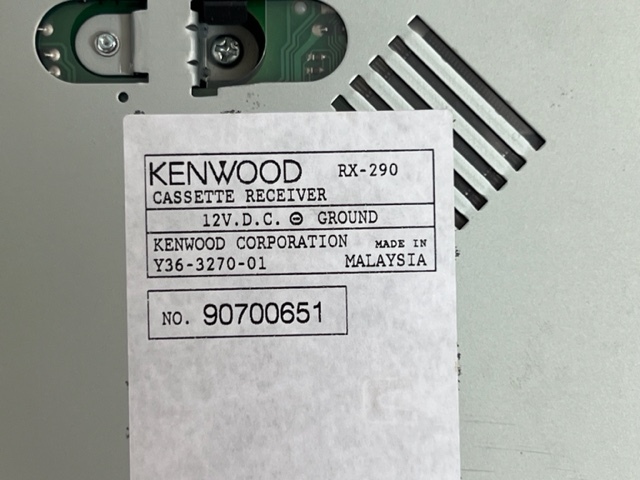 KENWOOD RX-290
CASSETTE RECEIVER
12V.D.C. ⊖ GROUND
KENWOOD CORPORATION MADE IN
Y36-3270-01 MALAYSIA
NO. 90700651